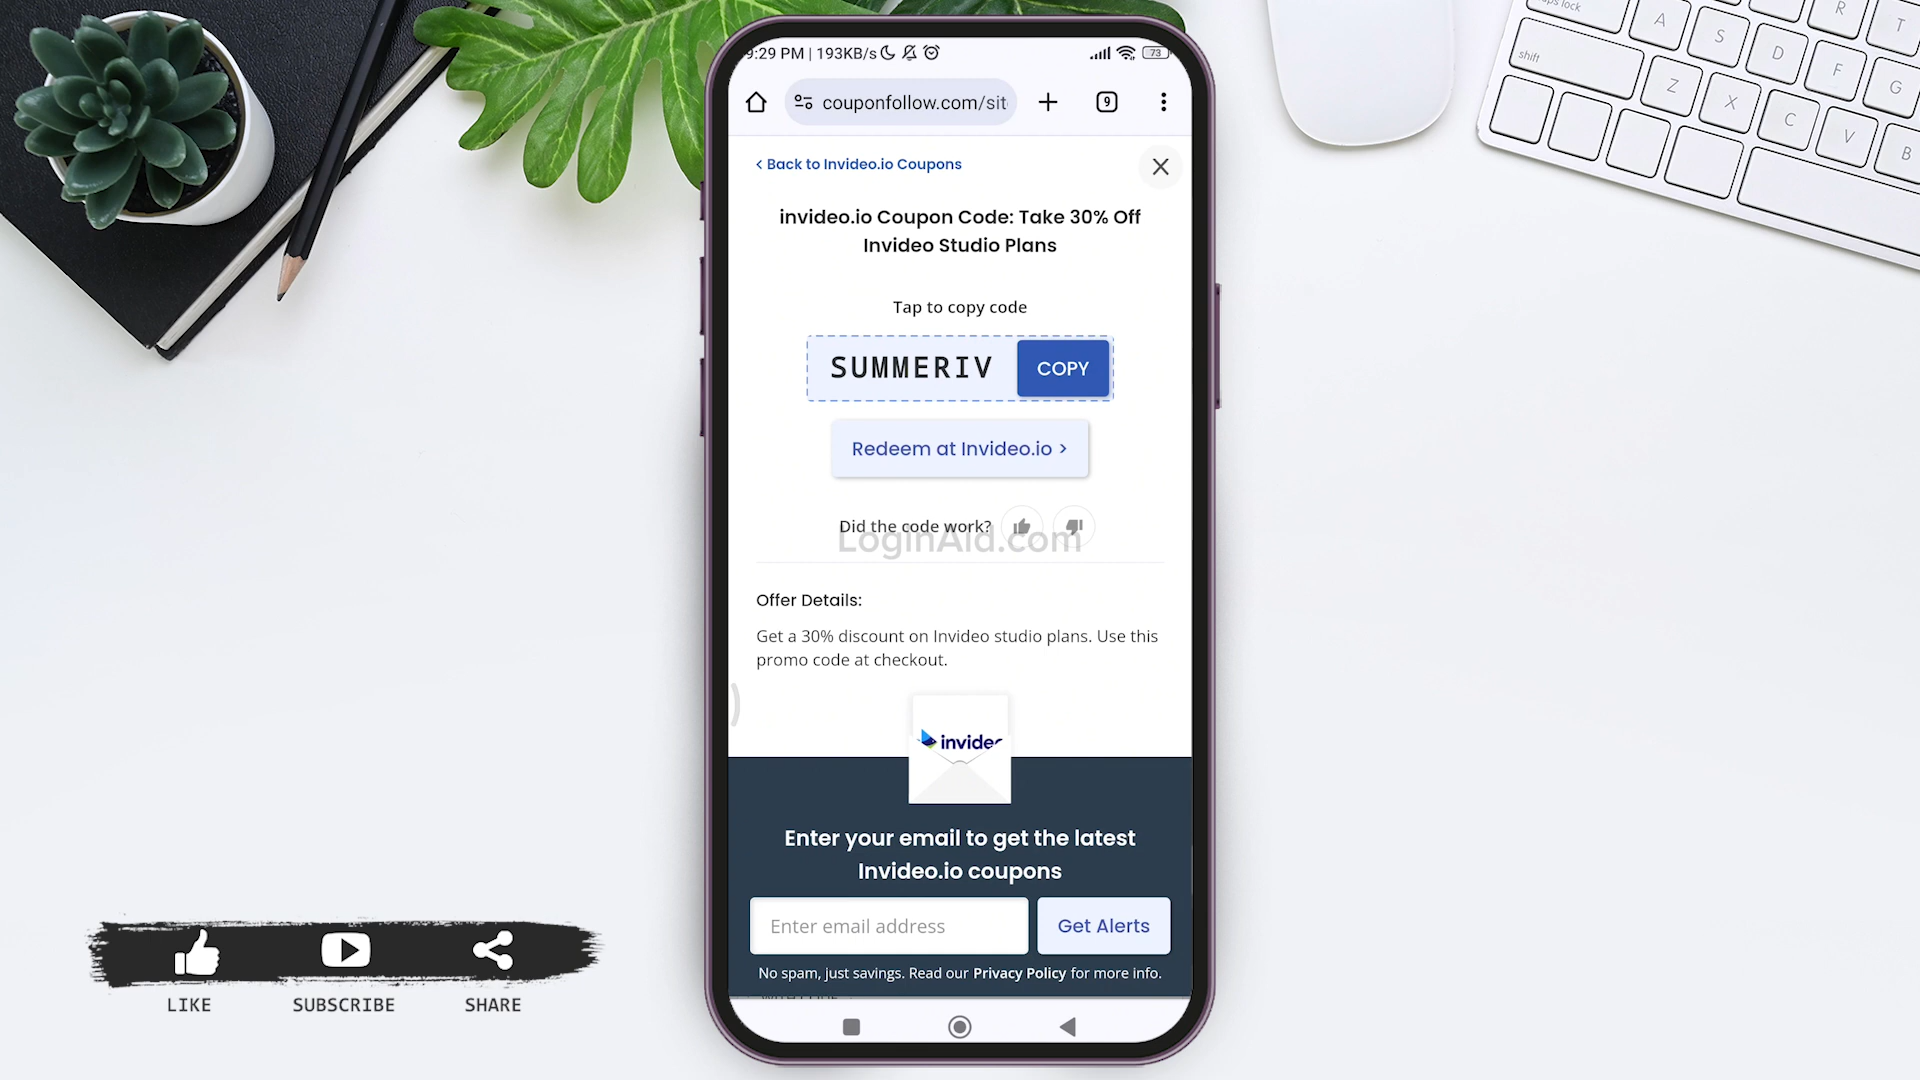 9:29 PM | 193KB/s
73
couponfollow.com/sit
9
< Back to Invideo.io Coupons
invideo.io Coupon Code: Take 30% Off
Invideo Studio Plans
Tap to copy code
SUMMERIV
COPY
Redeem at Invideo.io >
Did the code work?
LoginAid.com
Offer Details:
Get a 30% discount on Invideo studio plans. Use this
promo code at checkout.
invideo
Enter your email to get the latest
Invideo.io coupons
Enter email address
Get Alerts
No spam, just savings. Read our Privacy Policy for more info.
LIKE
SUBSCRIBE
SHARE
caps lock
A
S
D
F
G
R
T
shift
Z
X
C
V
B